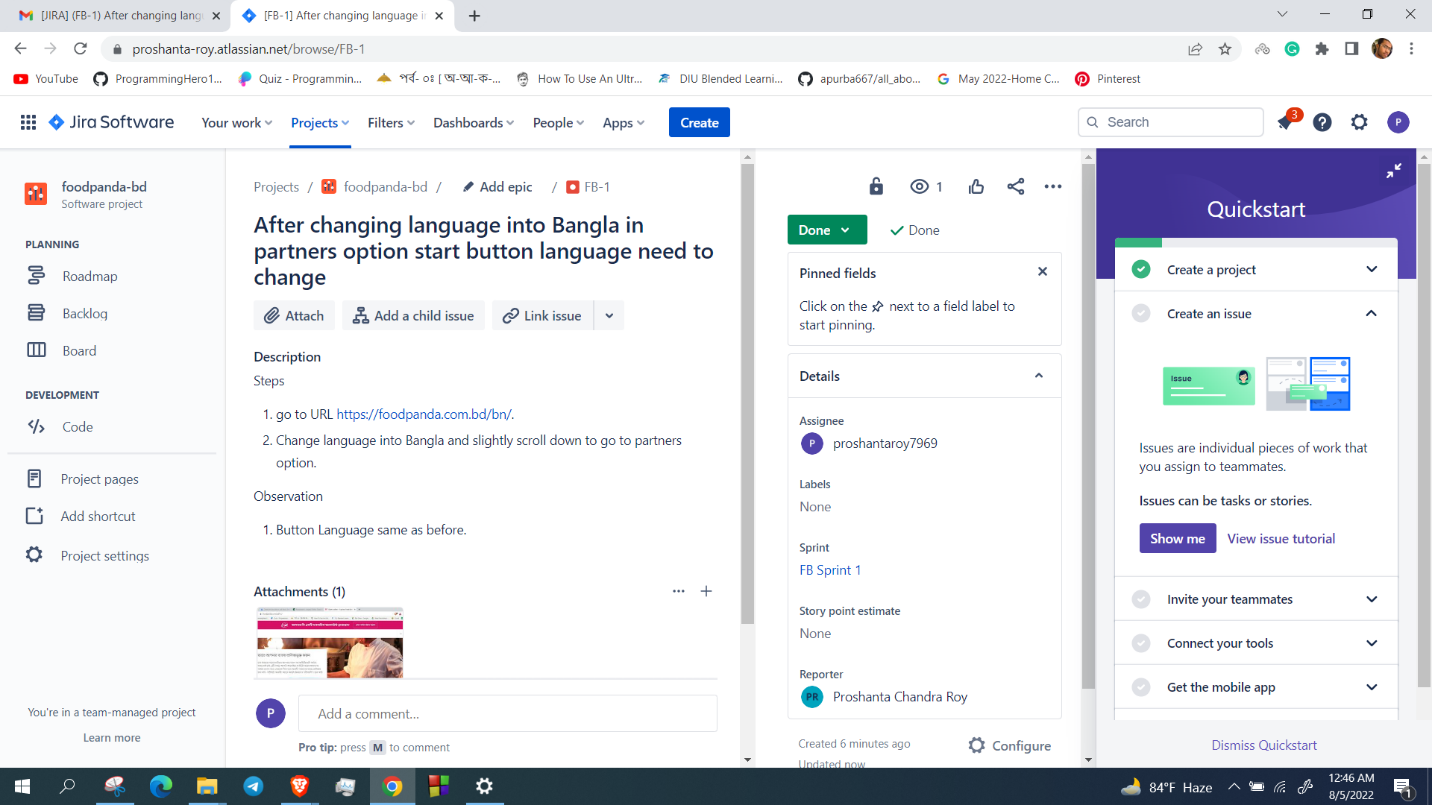 [JIRA] (FB-1) After changing langu
[FB-1] After changing language in
proshanta-roy.atlassian.net/browse/FB-1
YouTube
ProgrammingHero1...
Quiz - Programmin...
পর্ব- ০ঃ [ অ-আ-ক-...
How To Use An Ultr...
DIU Blended Learni...
apurba667/all_abo...
May 2022-Home C...
Pinterest
Jira Software
Your work
Projects
Filters
Dashboards
People
Apps
Create
Search
3
P
foodpanda-bd
Software project
PLANNING
Roadmap
Backlog
Board
DEVELOPMENT
Code
Project pages
Add shortcut
Project settings
You're in a team-managed project
Learn more
Projects / foodpanda-bd / Add epic / FB-1
After changing language into Bangla in
partners option start button language need to
change
Attach
Add a child issue
Link issue
Description
Steps
1. go to URL https://foodpanda.com.bd/bn/.
2. Change language into Bangla and slightly scroll down to go to partners
option.
Observation
1. Button Language same as before.
Attachments (1)
P
Add a comment...
Pro tip: press M to comment
1
Done
Done
Pinned fields
Click on the next to a field label to
start pinning.
Details
Assignee
P
proshantaroy7969
Labels
None
Sprint
FB Sprint 1
Story point estimate
None
Reporter
PR
Proshanta Chandra Roy
Created 6 minutes ago
Updated now
Configure
Quickstart
Create a project
Create an issue
Issue
Issues are individual pieces of work that
you assign to teammates.
Issues can be tasks or stories.
Show me
View issue tutorial
Invite your teammates
Connect your tools
Get the mobile app
Dismiss Quickstart
84°F Haze
12:46 AM
8/5/2022
1